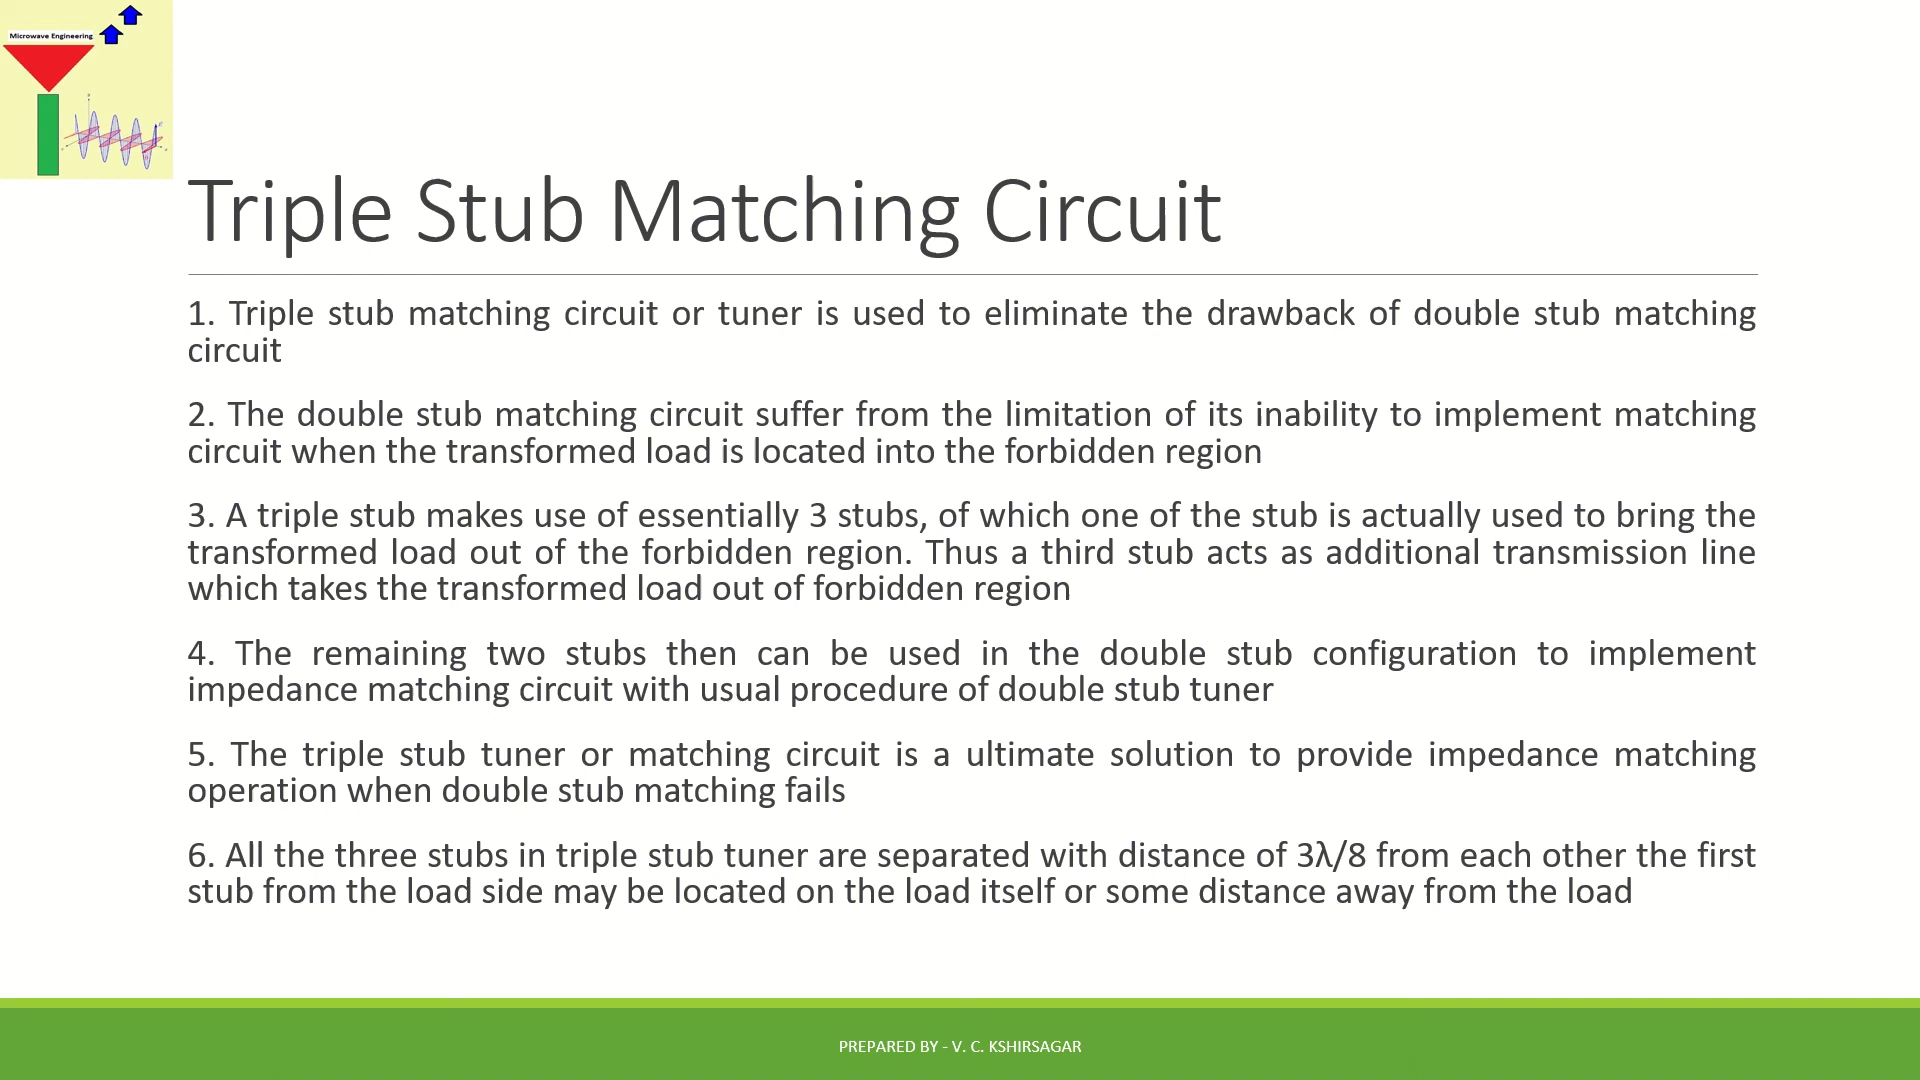 Microwave Engineering
Triple Stub Matching Circuit
1. Triple stub matching circuit or tuner is used to eliminate the drawback of double stub matching
circuit
2. The double stub matching circuit suffer from the limitation of its inability to implement matching
circuit when the transformed load is located into the forbidden region
3. A triple stub makes use of essentially 3 stubs, of which one of the stub is actually used to bring the
transformed load out of the forbidden region. Thus a third stub acts as additional transmission line
which takes the transformed load out of forbidden region
4. The remaining two stubs then can be used in the double stub configuration to implement
impedance matching circuit with usual procedure of double stub tuner
5. The triple stub tuner or matching circuit is a ultimate solution to provide impedance matching
operation when double stub matching fails
6. All the three stubs in triple stub tuner are separated with distance of 3λ/8 from each other the first
stub from the load side may be located on the load itself or some distance away from the load
PREPARED BY - V. C. KSHIRSAGAR